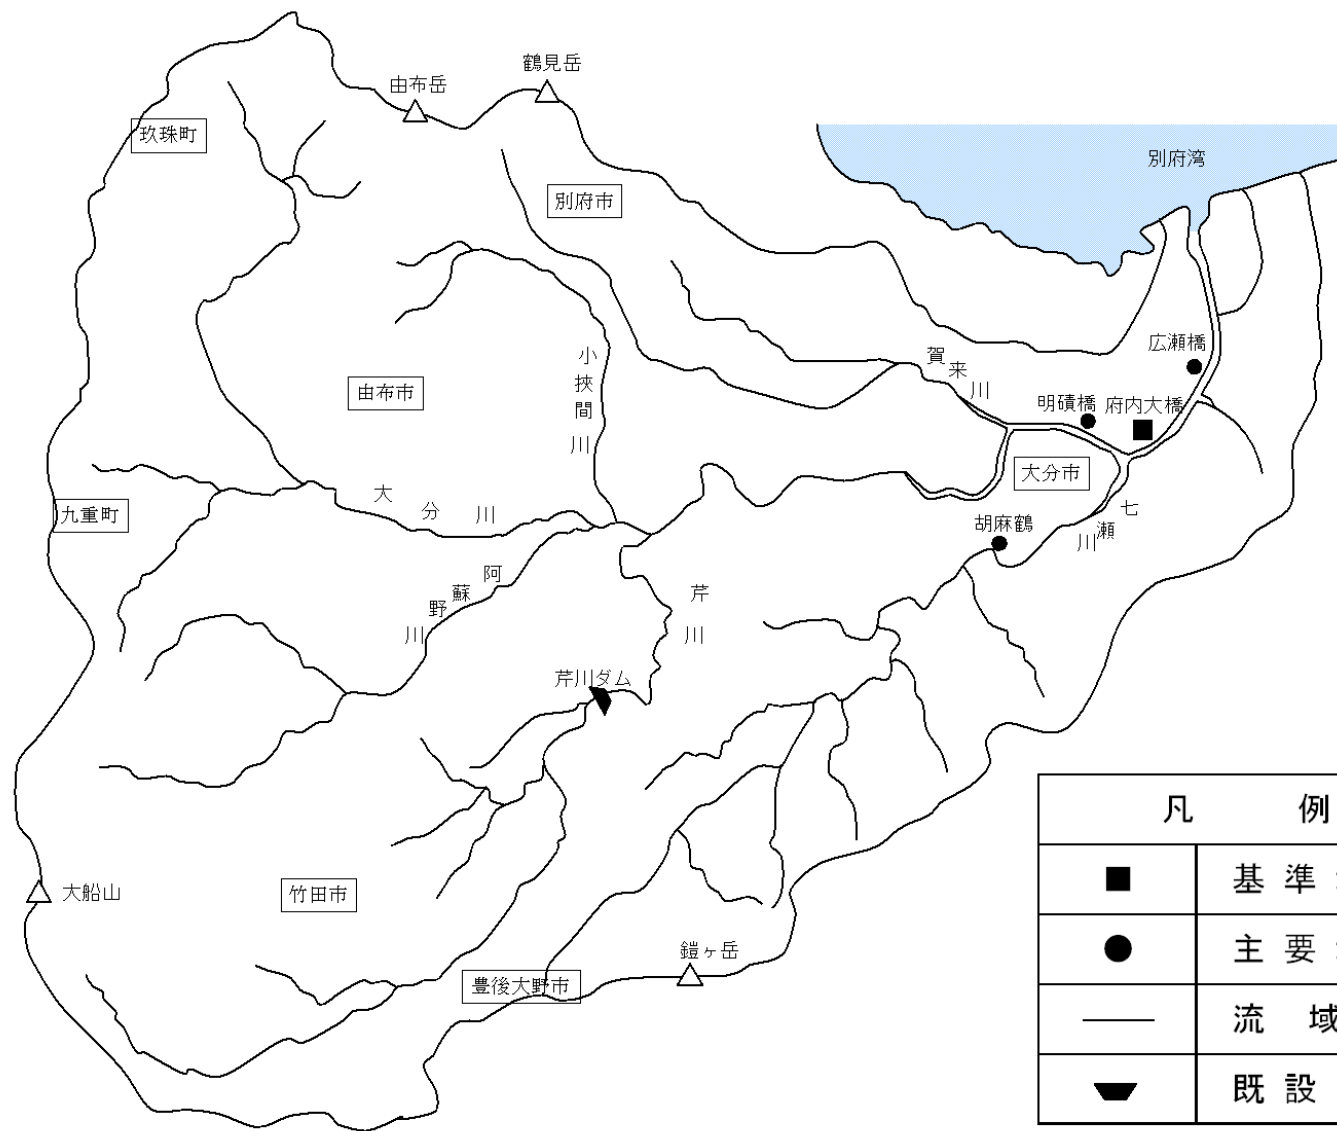 鶴見岳
由布岳
玖珠町
別府湾
別府市
広瀬橋
小挾間川
賀来川
由布市
明磧橋
府内大橋
大分市
大分川
九重町
七瀬川
胡麻鶴
阿蘇野川
芹川
芹川ダム
凡 例
基 準
主 要
流 域
既 設
大船山
竹田市
鎧ヶ岳
豊後大野市